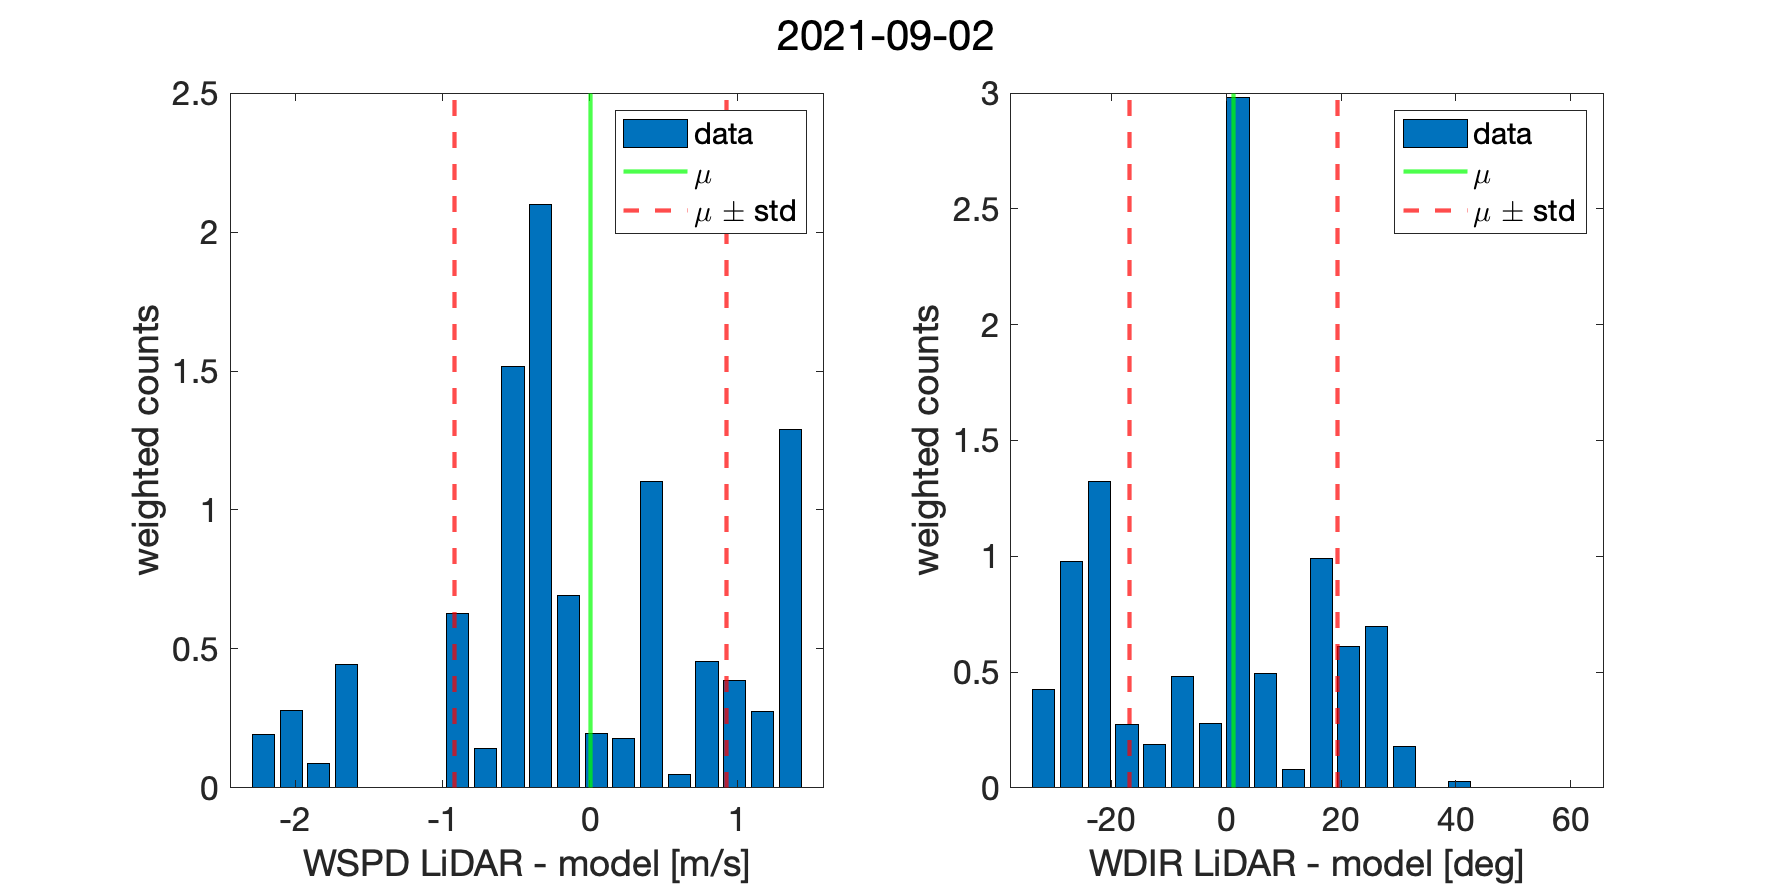 2021-09-02
2.5
2
1.5
1
0.5
0
-2
-1
0
1
weighted counts
WSPD LiDAR - model [m/s]
data
μ
μ ± std
3
2.5
2
1.5
1
0.5
0
-20
0
20
40
60
weighted counts
WDIR LiDAR - model [deg]
data
μ
μ ± std